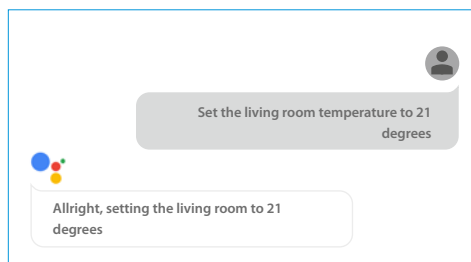 Set the living room temperature to 21
degrees
Allright, setting the living room to 21
degrees